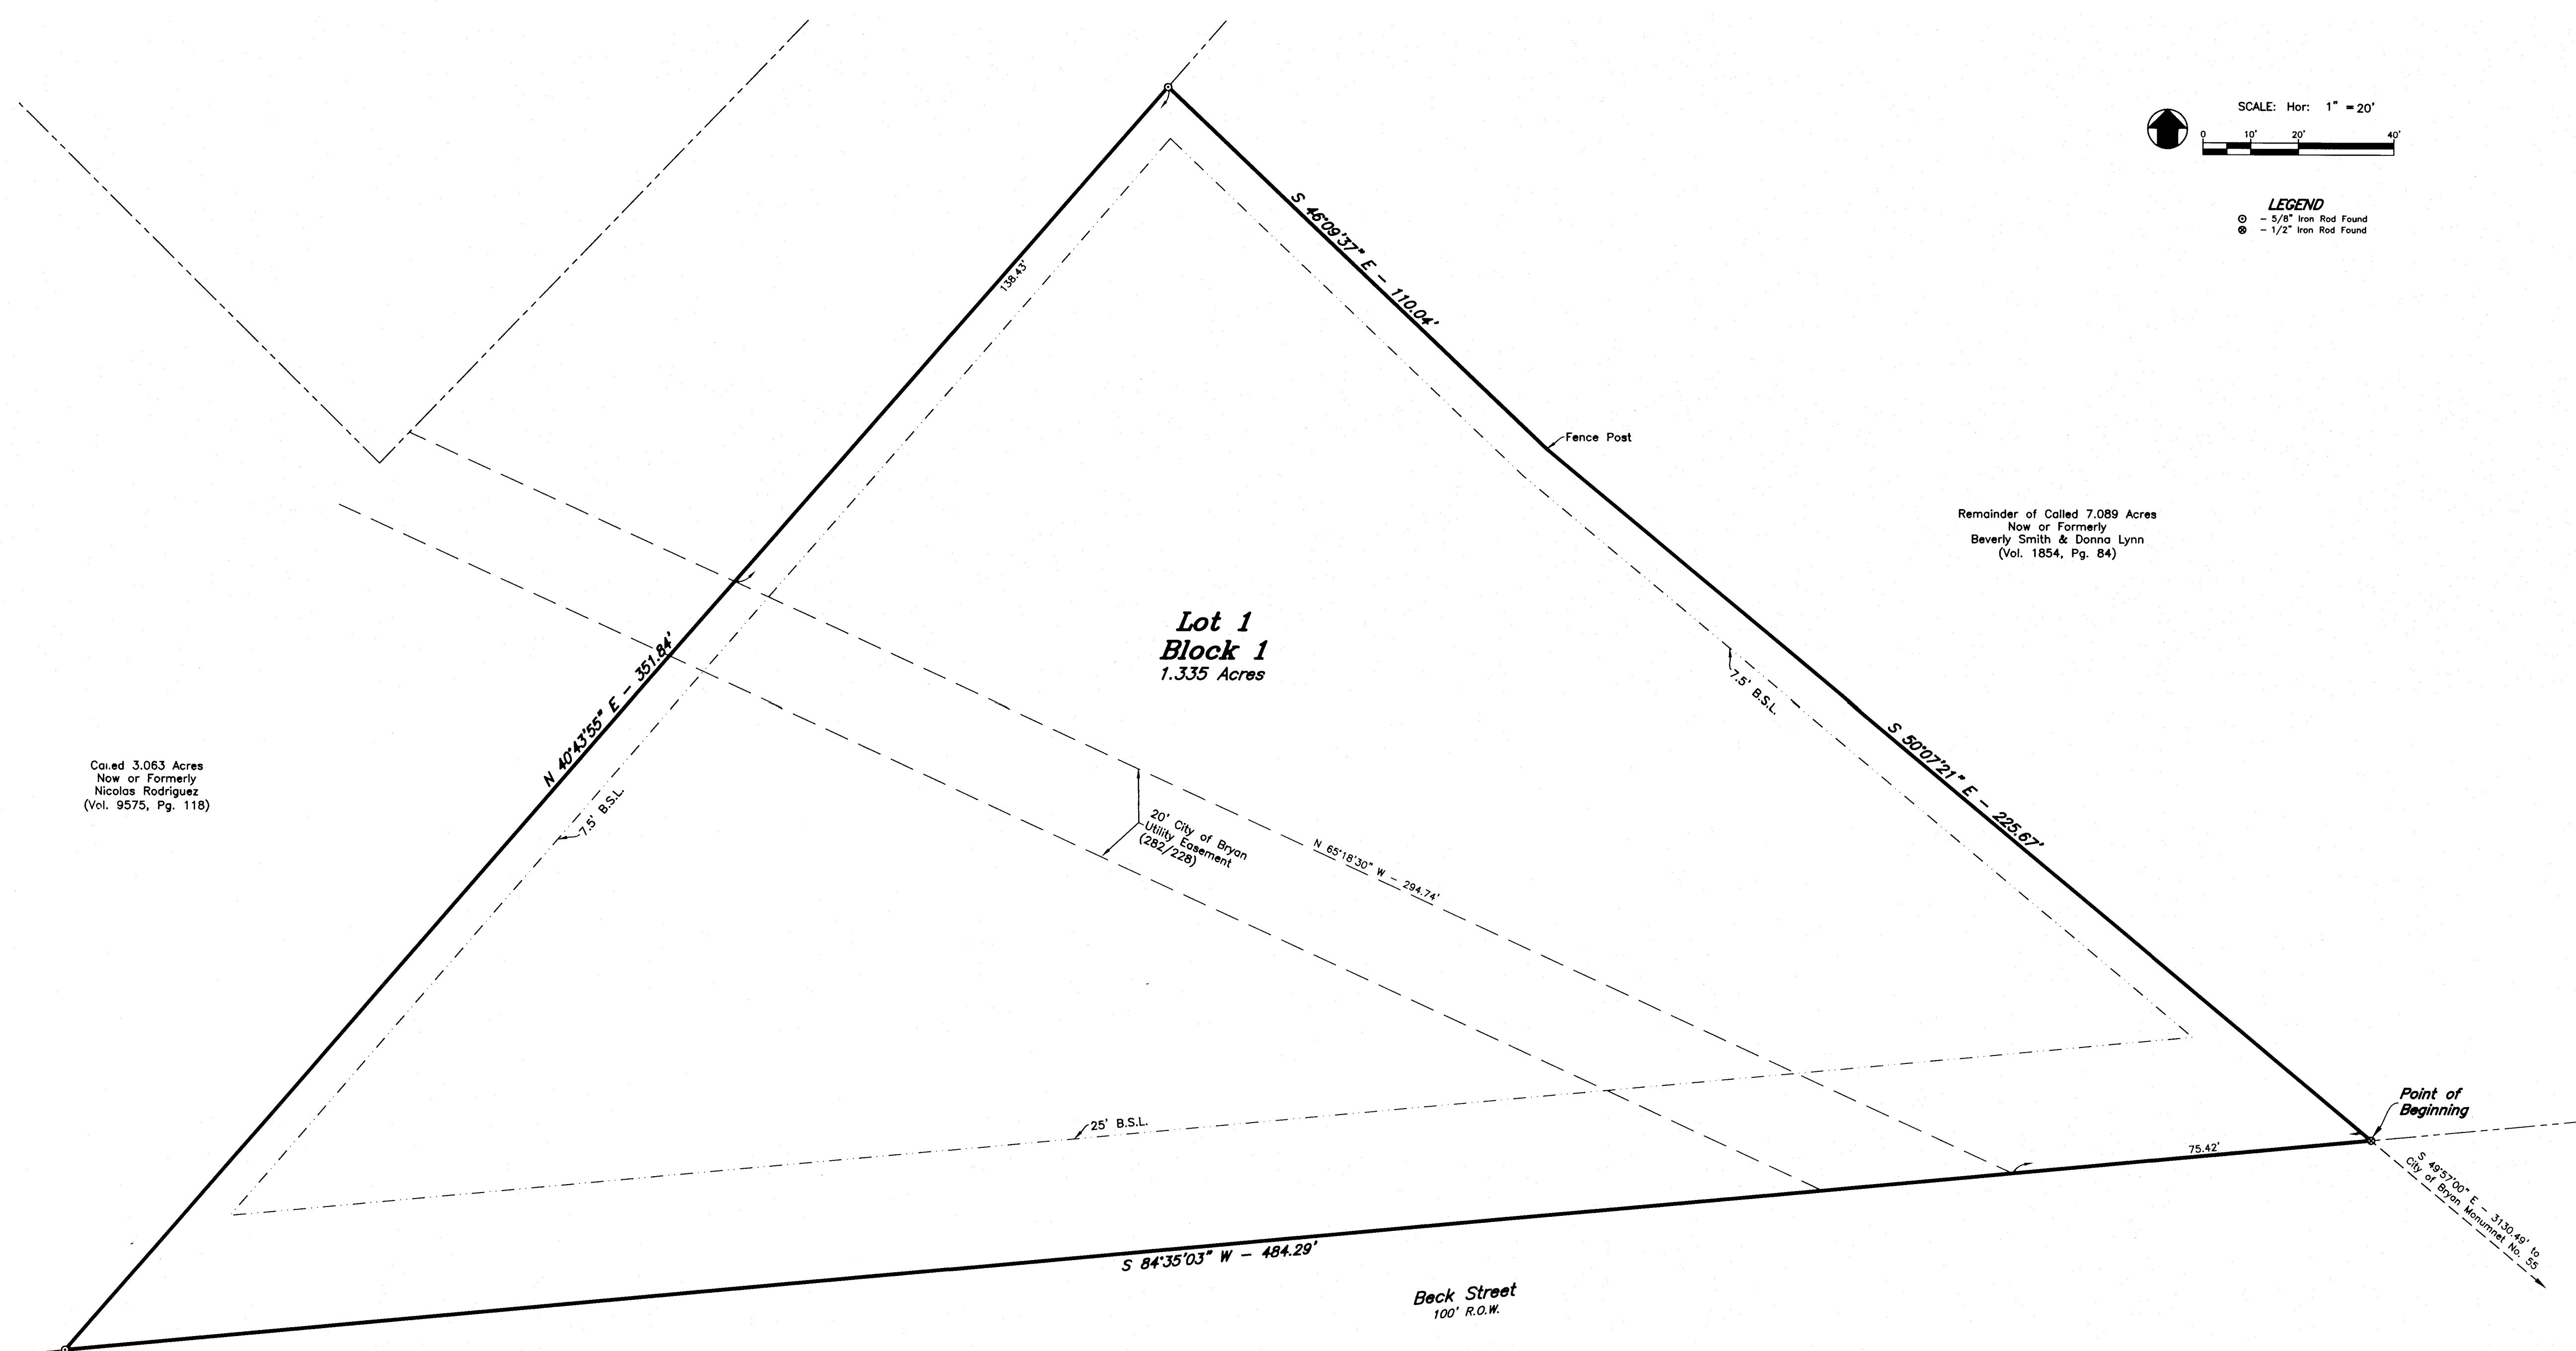 SCALE: Hor: 1" = 20'
0 10' 20' 40'
LEGEND
- 5/8" Iron Rod Found
- 1/2" Iron Rod Found
S 46°09'37" E - 110.04'
138.43'
Fence Post
Remainder of Called 7.089 Acres
Now or Formerly
Beverly Smith & Donna Lynn
(Vol. 1854, Pg. 84)
Lot 1
Block 1
1.335 Acres
N 40°43'55" E - 351.84'
7.5' B.S.L.
S 50°07'21" E - 225.67'
Called 3.063 Acres
Now or Formerly
Nicolas Rodriguez
(Vol. 9575, Pg. 118)
7.5' B.S.L.
20' City of Bryan
Utility Easement
(282/228)
N 65°18'30" W - 294.74'
25' B.S.L.
Point of
Beginning
75.42'
S 49°57'00" E - 3130.49' to
City of Bryan Monumnet No. 55
S 84°35'03" W - 484.29'
Beck Street
100' R.O.W.